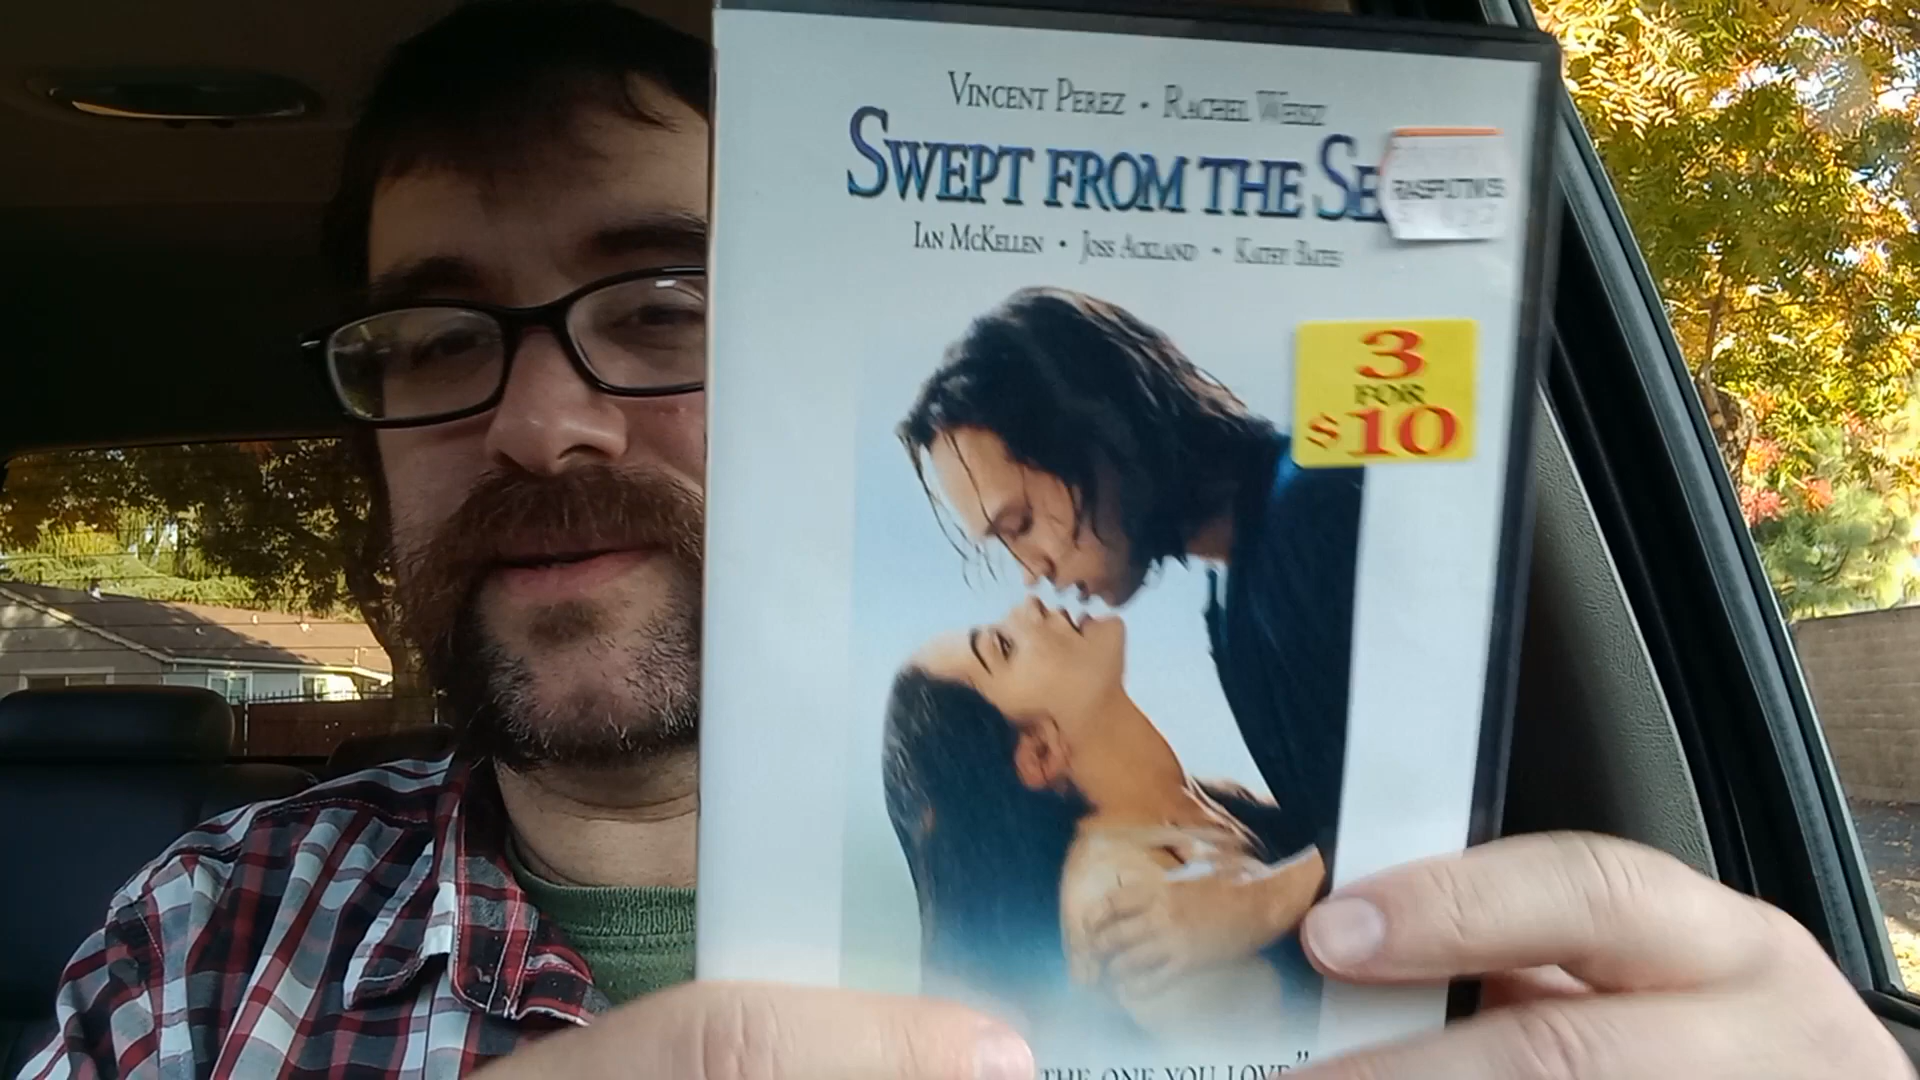 VINCENT PEREZ • RACHEL WEISZ
SWEPT FROM THE SE
RASPUTIN'S
IAN MCKELLEN • JOSS ACKLAND • KATHY BATES
3
FOR
$10
THE ONE YOU LOVE"